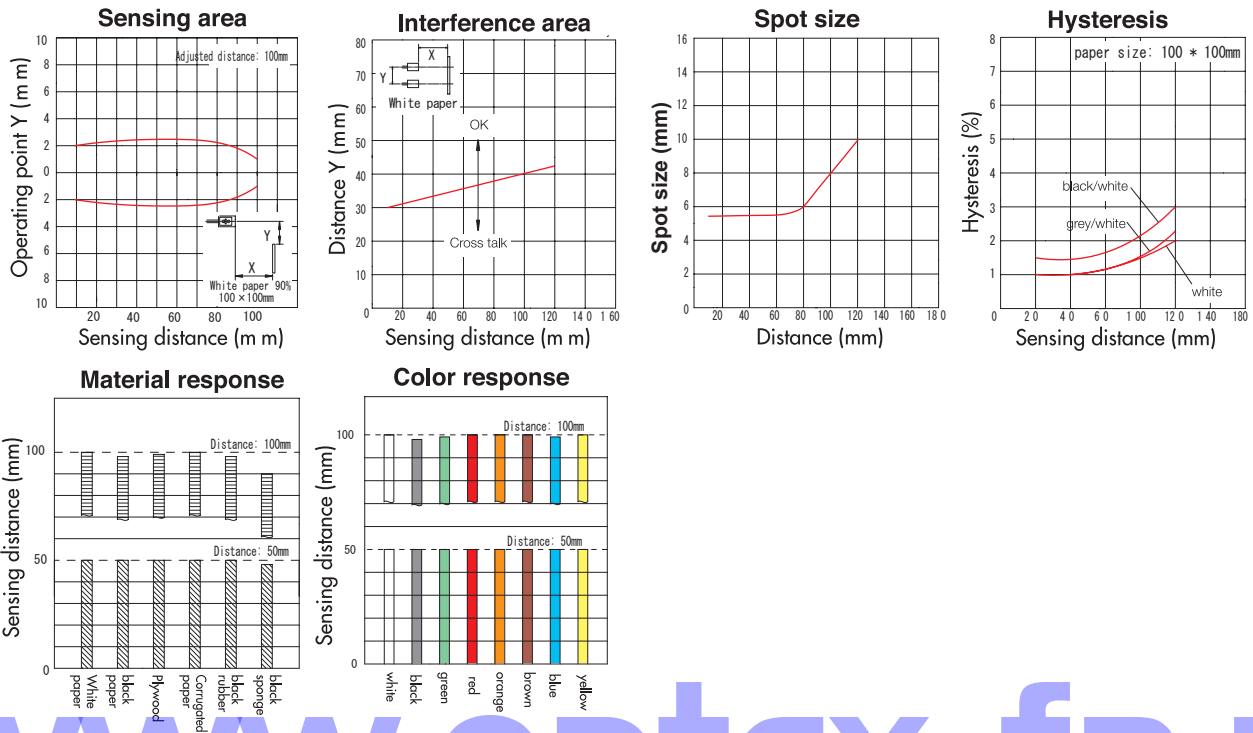 Sensing area
10
8
6
4
2
0
2
4
6
8
10
Operating point Y (m m)
Adjusted distance: 100mm
Y
X
White paper 90%
100×100mm
20 40 60 80 100
Sensing distance (m m)
Interference area
80
70
60
50
40
30
20
10
Distance Y (m m)
X
Y
White paper
OK
Cross talk
0 20 40 60 80 100 120 14 0 1 60
Sensing distance (m m)
Spot size
16
14
12
10
8
6
4
2
0
Spot size (mm)
20 40 60 80 100 120 140 160 18 0
Distance (mm)
Hysteresis
8
7
6
5
4
3
2
1
Hysteresis (%)
paper size: 100 * 100mm
black/white
grey/white
white
0 2 0 4 0 6 0 1 00 12 0 140 180
Sensing distance (mm)
Material response
Sensing distance (mm)
100
50
0
Distance: 100mm
Distance: 50mm
White paper
black paper
Plywood
Corrugated paper
black rubber
black sponge
Color response
Sensing distance (mm)
100
50
0
Distance: 100mm
Distance: 50mm
white
black
green
red
orange
brown
blue
yellow